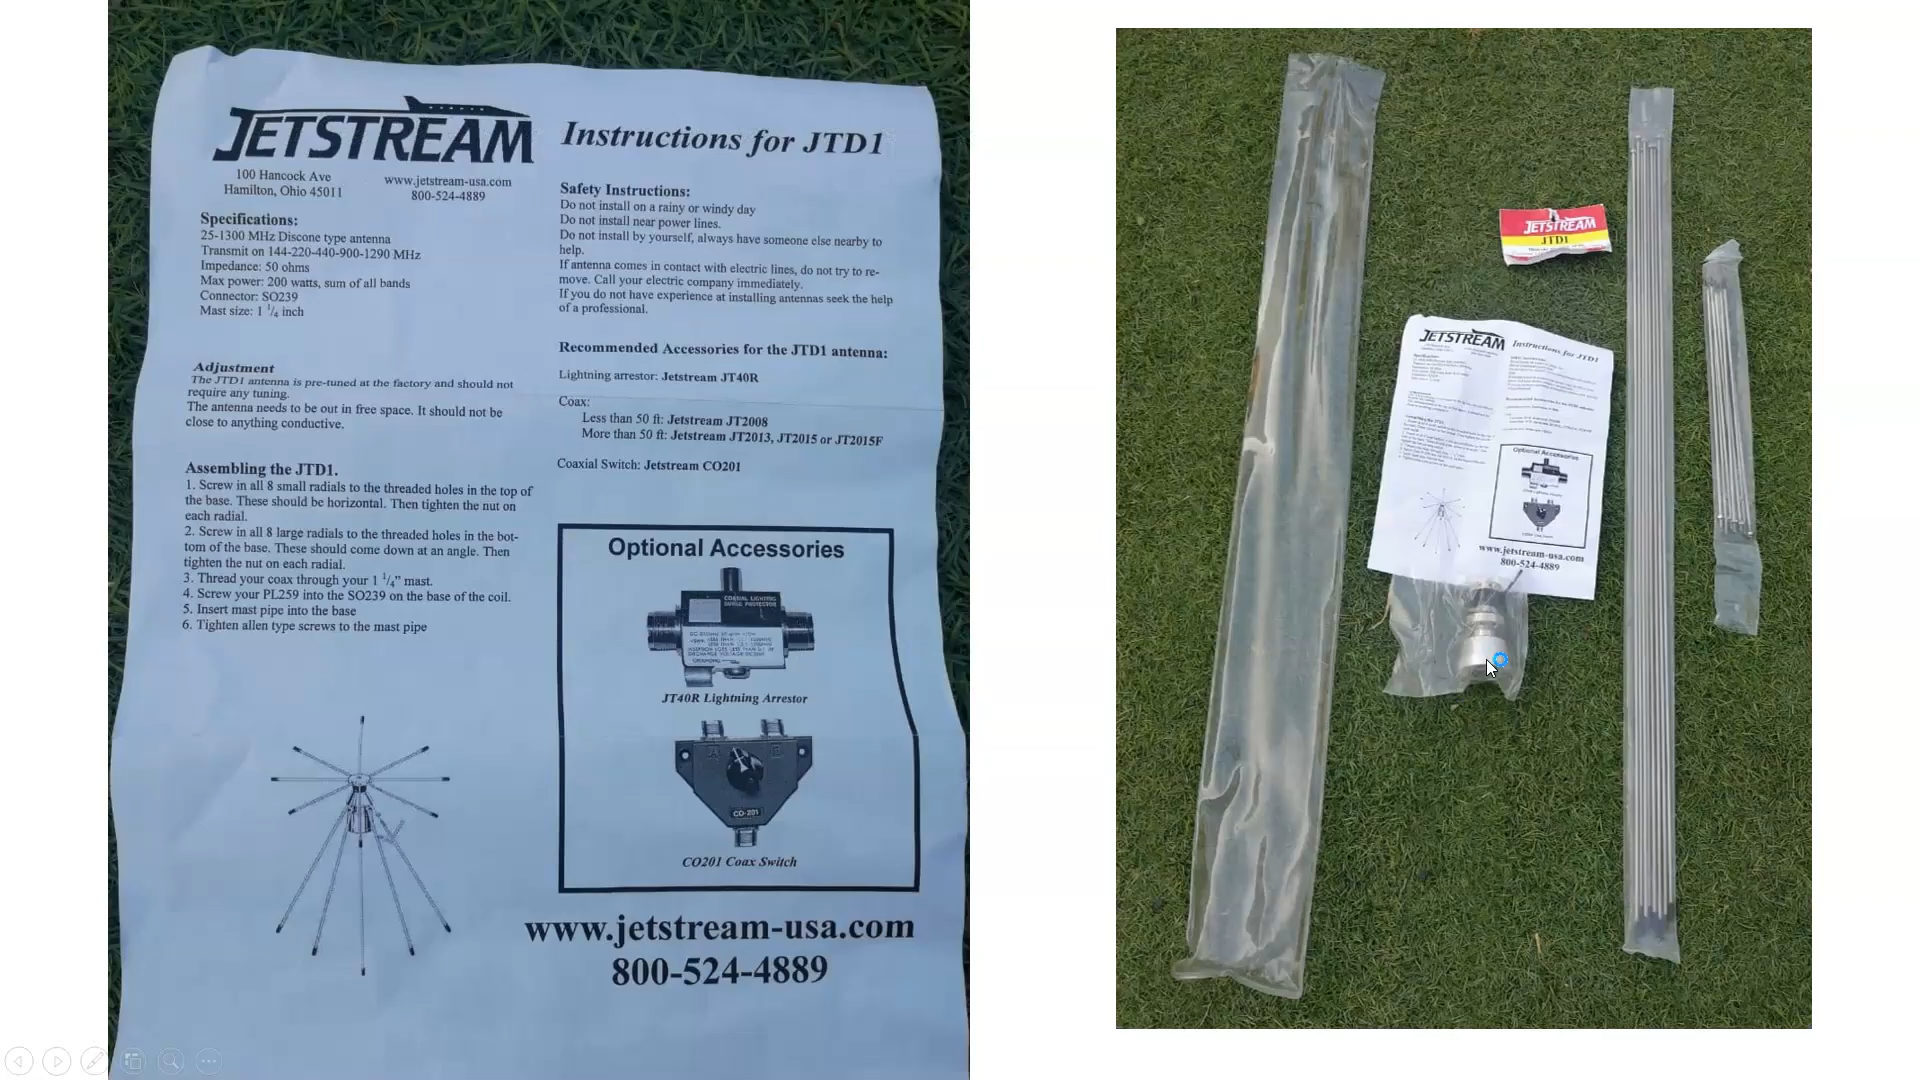 JETSTREAM
100 Hancock Ave
Hamilton, Ohio 45011
www.jetstream-usa.com
800-524-4889
Specifications:
25-1300 MHz Discone type antenna
Transmit on 144-220-440-900-1290 MHz
Impedance: 50 ohms
Max power: 200 watts, sum of all bands
Connector: SO239
Mast size: 1 1/4 inch
Adjustment
The JTD1 antenna is pre-tuned at the factory and should not
require any tuning.
The antenna needs to be out in free space. It should not be
close to anything conductive.
Assembling the JTD1.
1. Screw in all 8 small radials to the threaded holes in the top of
the base. These should be horizontal. Then tighten the nut on
each radial.
2. Screw in all 8 large radials to the threaded holes in the bot-
tom of the base. These should come down at an angle. Then
tighten the nut on each radial.
3. Thread your coax through your 1 1/4” mast.
4. Screw your PL259 into the SO239 on the base of the coil.
5. Insert mast pipe into the base
6. Tighten allen type screws to the mast pipe
Instructions for JTD1
Safety Instructions:
Do not install on a rainy or windy day
Do not install near power lines.
Do not install by yourself, always have someone else nearby to
help.
If antenna comes in contact with electric lines, do not try to re-
move. Call your electric company immediately.
If you do not have experience at installing antennas seek the help
of a professional.
Recommended Accessories for the JTD1 antenna:
Lightning arrestor: Jetstream JT40R
Coax:
Less than 50 ft: Jetstream JT2008
More than 50 ft: Jetstream JT2013, JT2015 or JT2015F
Coaxial Switch: Jetstream CO201
Optional Accessories
COAXIAL LIGHTNING
SURGE PROTECTOR
JT40R Lightning Arrestor
A
B
CO-201
CO201 Coax Switch
www.jetstream-usa.com
800-524-4889
JETSTREAM
JTD1
JETSTREAM
Instructions for JTD1
Optional Accessories
www.jetstream-usa.com
800-524-4889